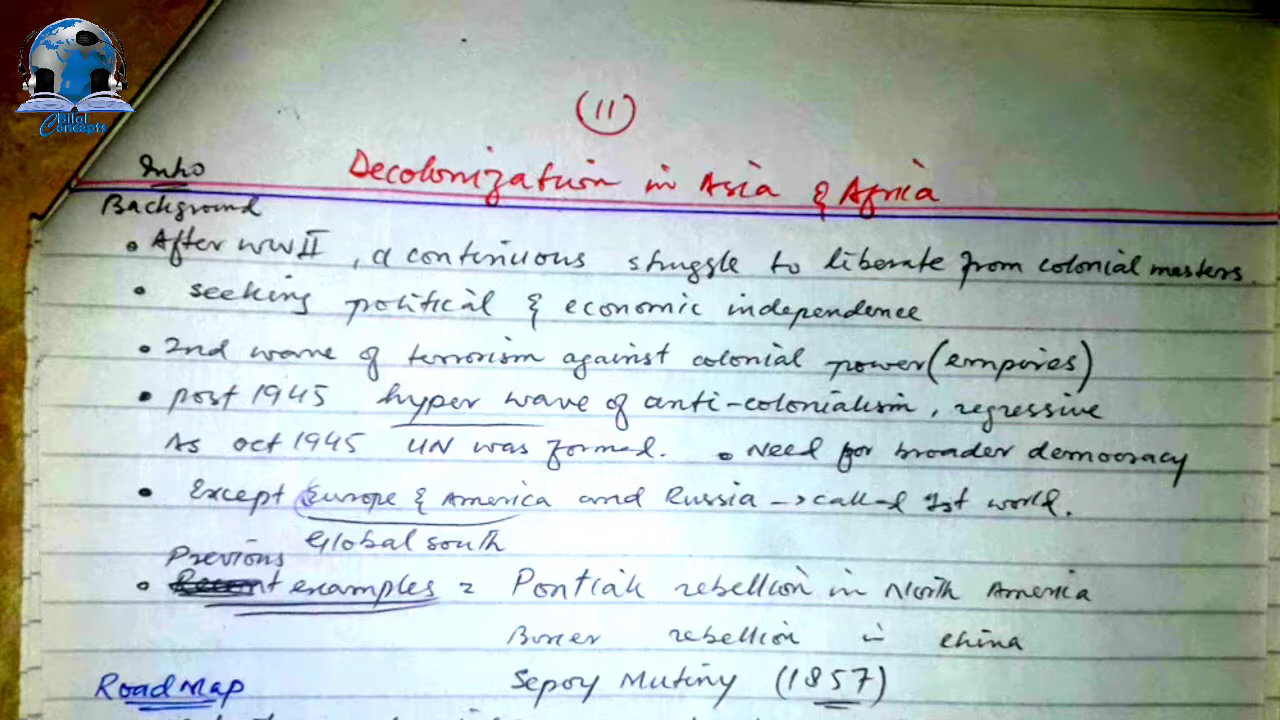 Bilal
Concepts
(11)
Intro
Decolonization in Asia & Africa
Background
• After WWII, a continuous struggle to liberate from colonial masters.
• seeking political & economic independence
• 2nd wave of terrorism against colonial power (empires)
• post 1945 hyper wave of anti-colonialism, regressive
As oct 1945 UN was formed. • Need for broader democracy
• Except Europe & America and Russia → called 1st world.
Global south
Previous
• examples = Pontiak rebellion in North America
Boxer rebellion in china
Sepoy Mutiny (1857)
Road Map